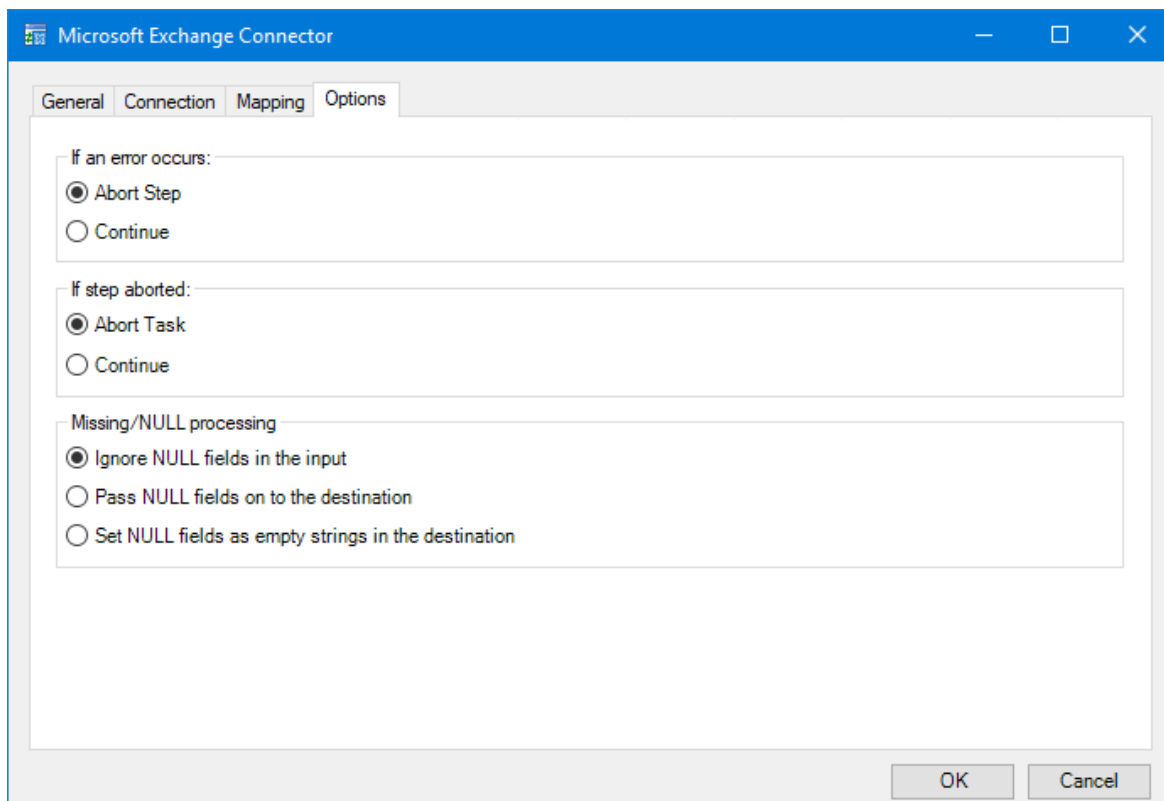 Microsoft Exchange Connector
General Connection Mapping Options
If an error occurs:
Abort Step
Continue
If step aborted:
Abort Task
Continue
Missing/NULL processing
Ignore NULL fields in the input
Pass NULL fields on to the destination
Set NULL fields as empty strings in the destination
OK Cancel